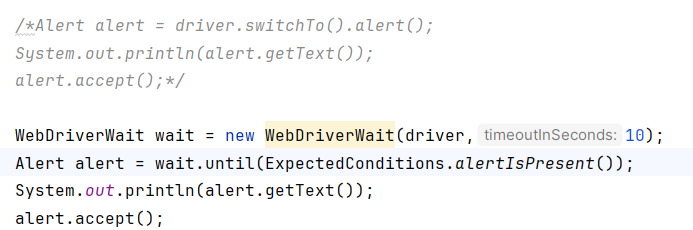 /*Alert alert = driver.switchTo().alert();
System.out.println(alert.getText());
alert.accept();*/
WebDriverWait wait = new WebDriverWait(driver, timeoutInSeconds: 10);
Alert alert = wait.until(ExpectedConditions.alertIsPresent());
System.out.println(alert.getText());
alert.accept();